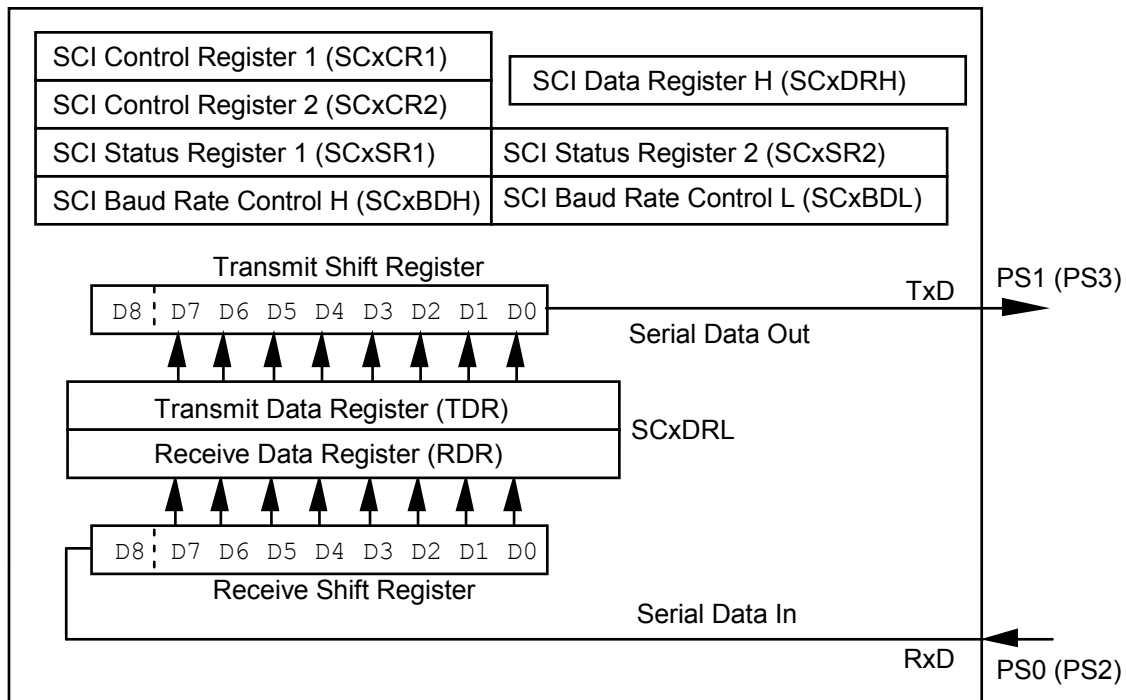 SCI Control Register 1 (SCxCR1)
SCI Data Register H (SCxDRH)
SCI Control Register 2 (SCxCR2)
SCI Status Register 1 (SCxSR1)
SCI Status Register 2 (SCxSR2)
SCI Baud Rate Control H (SCxBDH)
SCI Baud Rate Control L (SCxBDL)
Transmit Shift Register
TxD
PS1 (PS3)
D8 D7 D6 D5 D4 D3 D2 D1 D0
Serial Data Out
Transmit Data Register (TDR)
SCxDRL
Receive Data Register (RDR)
D8 D7 D6 D5 D4 D3 D2 D1 D0
Receive Shift Register
Serial Data In
RxD
PS0 (PS2)